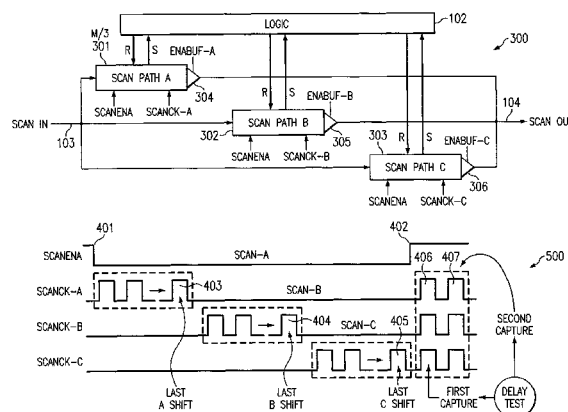 LOGIC
102
300
M/3
301
R
S
ENABUF-A
SCAN PATH A
304
SCANENA
SCANCK-A
R
S
ENABUF-B
SCAN IN
103
302
SCAN PATH B
305
SCANENA
SCANCK-B
R
S
303
ENABUF-C
104
SCAN OUT
SCAN PATH C
306
SCANENA
SCANCK-C
401
402
SCANENA
SCAN-A
406
407
500
SCANCK-A
403
SCAN-B
SCANCK-B
404
SCAN-C
405
SCANCK-C
LAST
A SHIFT
LAST
B SHIFT
LAST
C SHIFT
FIRST
CAPTURE
SECOND
CAPTURE
DELAY
TEST